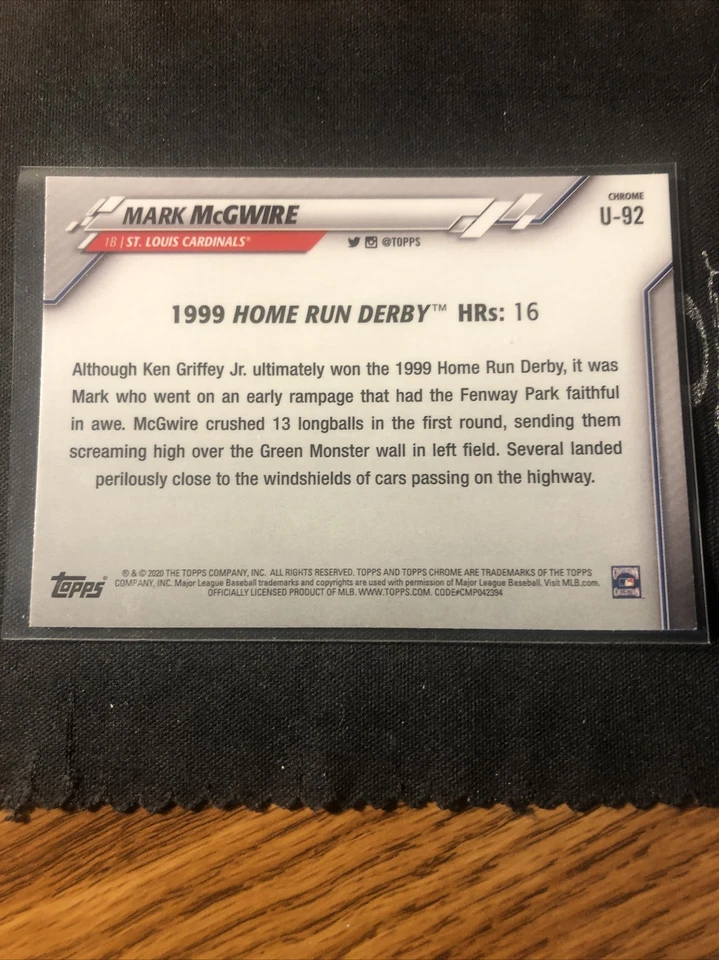 CHROME
MARK McGWIRE
U-92
1B | ST. LOUIS CARDINALS®
@TOPPS
1999 HOME RUN DERBY™ HRs: 16
Although Ken Griffey Jr. ultimately won the 1999 Home Run Derby, it was
Mark who went on an early rampage that had the Fenway Park faithful
in awe. McGwire crushed 13 longballs in the first round, sending them
screaming high over the Green Monster wall in left field. Several landed
perilously close to the windshields of cars passing on the highway.
Topps®
® & © 2020 THE TOPPS COMPANY, INC. ALL RIGHTS RESERVED. TOPPS AND TOPPS CHROME ARE TRADEMARKS OF THE TOPPS
COMPANY, INC. Major League Baseball trademarks and copyrights are used with permission of Major League Baseball. Visit MLB.com.
OFFICIALLY LICENSED PRODUCT OF MLB. WWW.TOPPS.COM. CODE#CMP042394